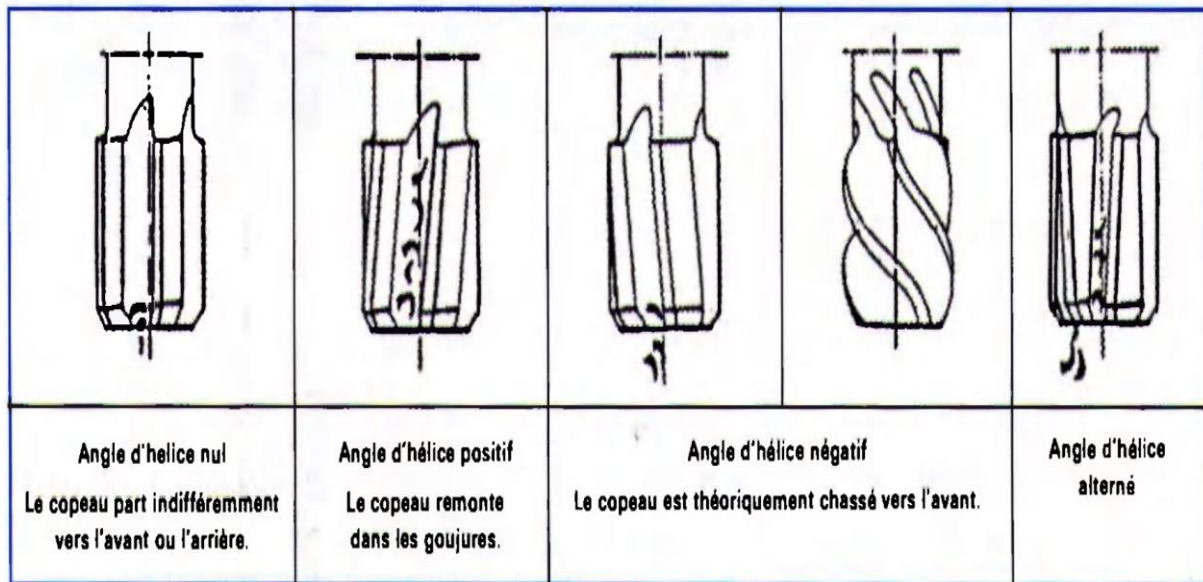 Angle d'helice nul
Le copeau part indifféremment
vers l'avant ou l'arrière.
Angle d'hélice positif
Le copeau remonte
dans les goujures.
Angle d'hélice négatif
Le copeau est théoriquement chassé vers l'avant.
Angle d'hélice
alterné